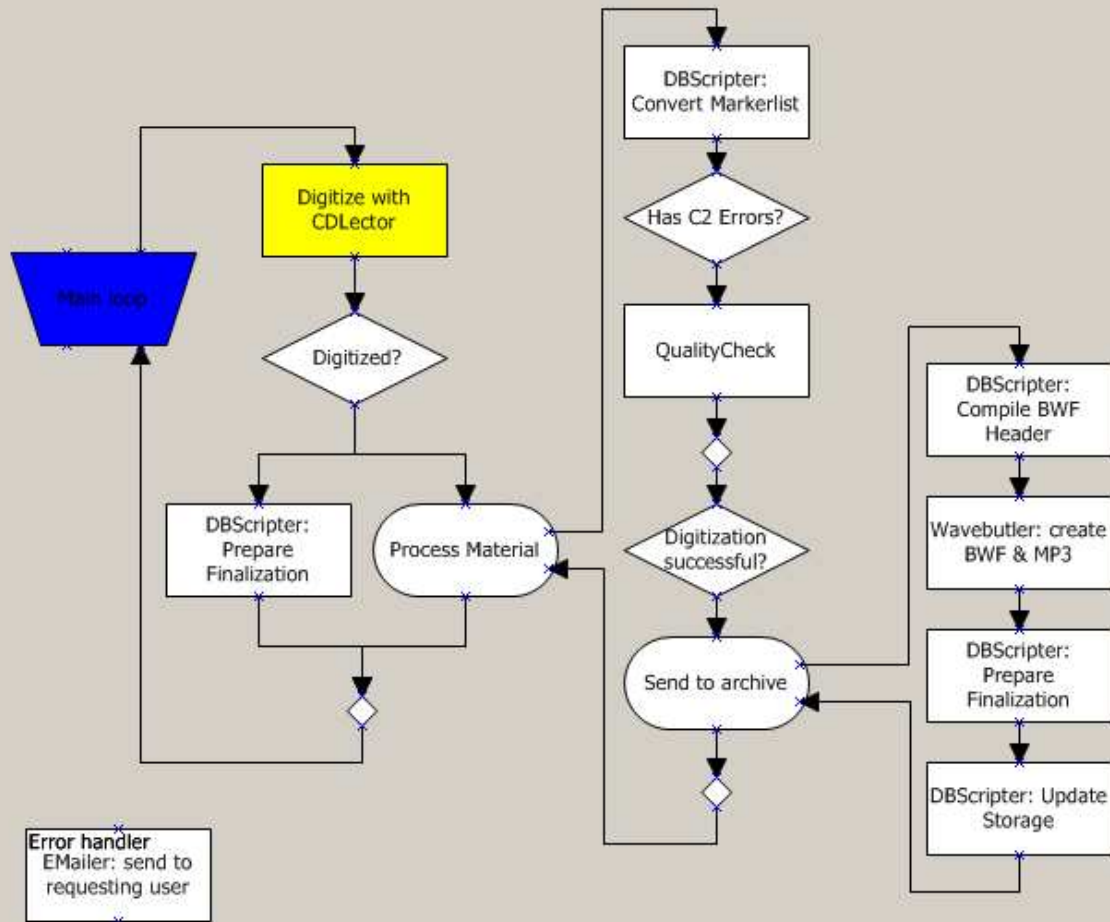 DBScripter:
Convert Markerlist
Digitize with
CDLector
Has C2 Errors?
Main loop
Digitized?
QualityCheck
DBScripter:
Compile BWF
Header
DBScripter:
Prepare
Finalization
Process Material
Digitization
successful?
Wavebutler: create
BWF & MP3
Send to archive
DBScripter:
Prepare
Finalization
DBScripter: Update
Storage
Error handler
EMailer: send to
requesting user